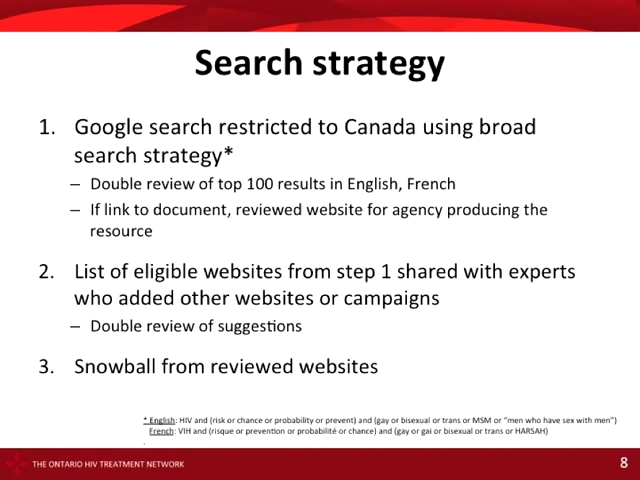 Search strategy
1. Google search restricted to Canada using broad
search strategy*
– Double review of top 100 results in English, French
– If link to document, reviewed website for agency producing the
resource
2. List of eligible websites from step 1 shared with experts
who added other websites or campaigns
– Double review of suggestions
3. Snowball from reviewed websites
* English: HIV and (risk or chance or probability or prevent) and (gay or bisexual or trans or MSM or “men who have sex with men”)
French: VIH and (risque or prevention or probabilité or chance) and (gay or gai or bisexual or trans or HARSAH)
.
THE ONTARIO HIV TREATMENT NETWORK
8